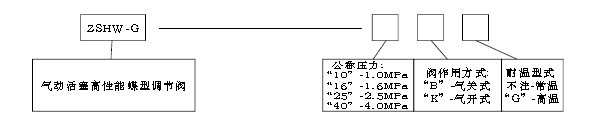 ZSHW-G
气动活塞高性能蝶型调节阀
公称压力:
“10”-1.0MPa
“16”-1.6MPa
“25”-2.5MPa
“40”-4.0MPa
阀作用方式:
“B”-气关式
“K”-气开式
耐温型式
不注-常温
“G”-高温